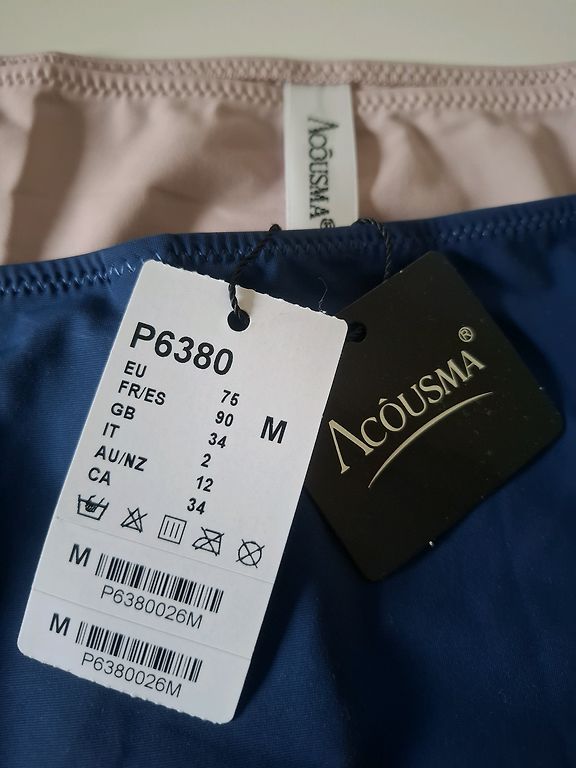 ACÔUSMA®
P6380
EU 75
FR/ES 90
GB 34
IT 2
AU/NZ 12
CA 34
M
M
P6380026M
M
P6380026M
ACÔUSMA®